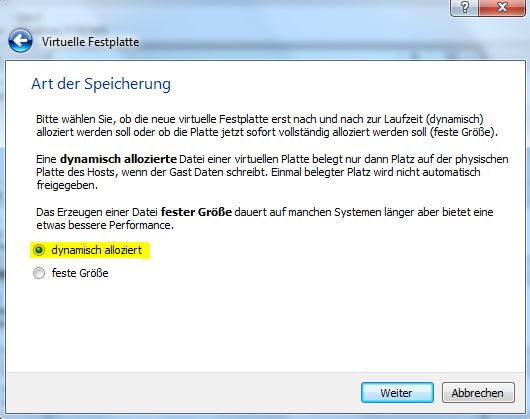 ?
Virtuelle Festplatte
Art der Speicherung
Bitte wählen Sie, ob die neue virtuelle Festplatte erst nach und nach zur Laufzeit (dynamisch)
alloziert werden soll oder ob die Platte jetzt sofort vollständig alloziert werden soll (feste Größe).
Eine dynamisch allozierte Datei einer virtuellen Platte belegt nur dann Platz auf der physischen
Platte des Hosts, wenn der Gast Daten schreibt. Einmal belegter Platz wird nicht automatisch
freigegeben.
Das Erzeugen einer Datei fester Größe dauert auf manchen Systemen länger aber bietet eine
etwas bessere Performance.
dynamisch alloziert
feste Größe
Weiter Abbrechen